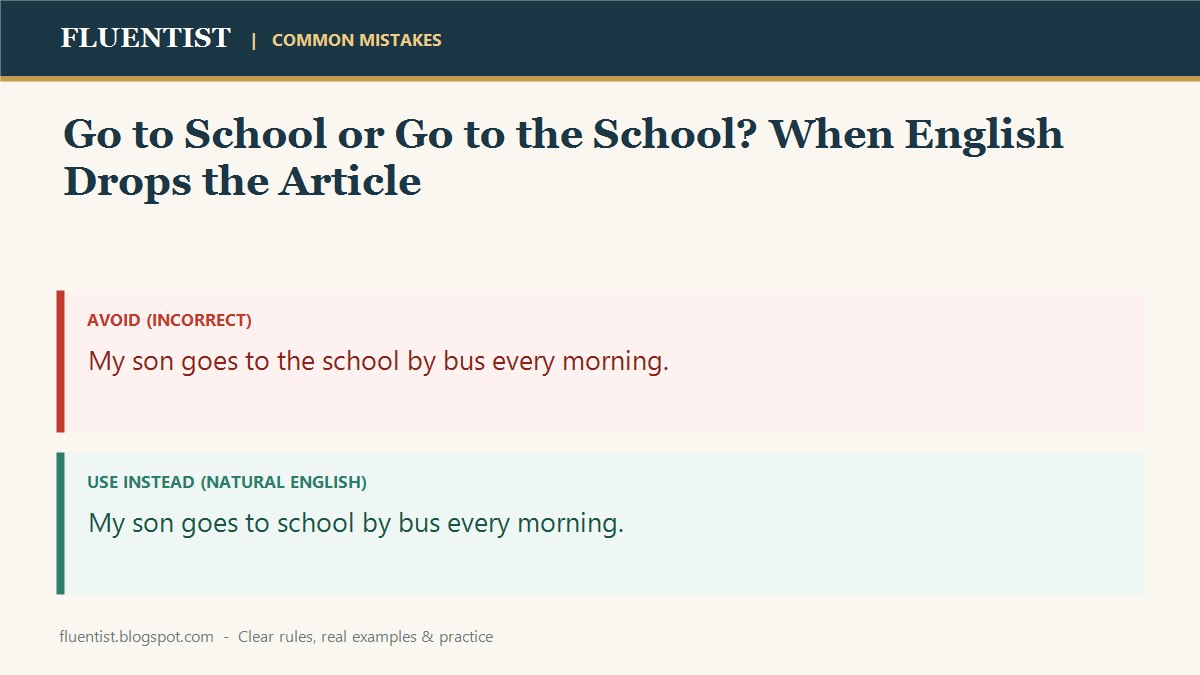 FLUENTIST | COMMON MISTAKES
Go to School or Go to the School? When English
Drops the Article
AVOID (INCORRECT)
My son goes to the school by bus every morning.
USE INSTEAD (NATURAL ENGLISH)
My son goes to school by bus every morning.
fluentist.blogspot.com - Clear rules, real examples & practice